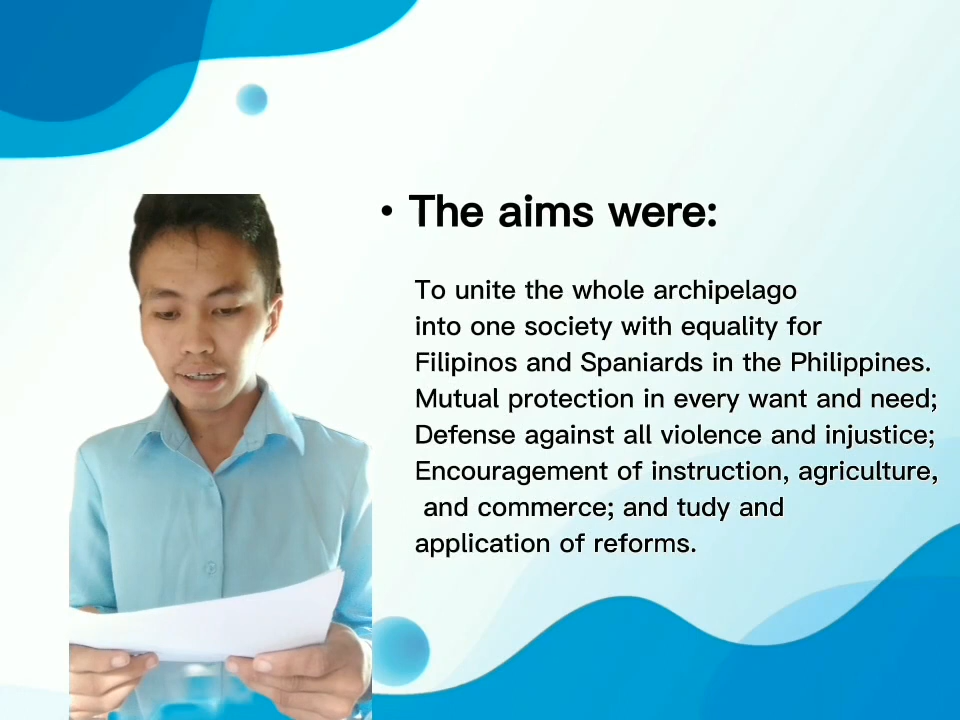 • The aims were:
To unite the whole archipelago
into one society with equality for
Filipinos and Spaniards in the Philippines.
Mutual protection in every want and need;
Defense against all violence and injustice;
Encouragement of instruction, agriculture,
and commerce; and tudy and
application of reforms.